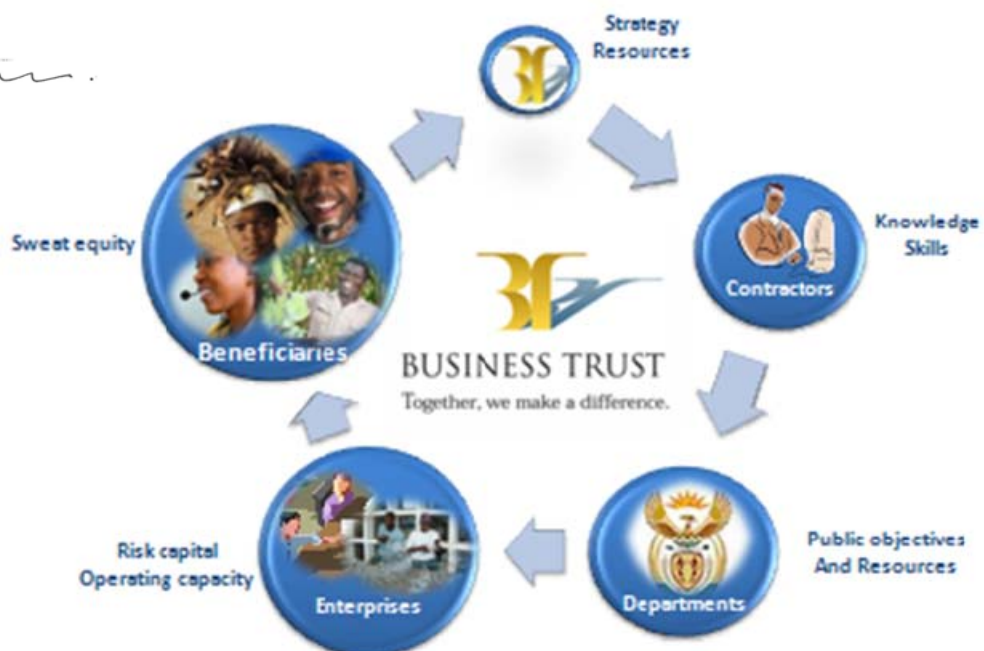 Strategy
Resources
Knowledge
Skills
Contractors
Public objectives
And Resources
Departments
Enterprises
Risk capital
Operating capacity
Beneficiaries
Sweat equity
BUSINESS TRUST
Together, we make a difference.